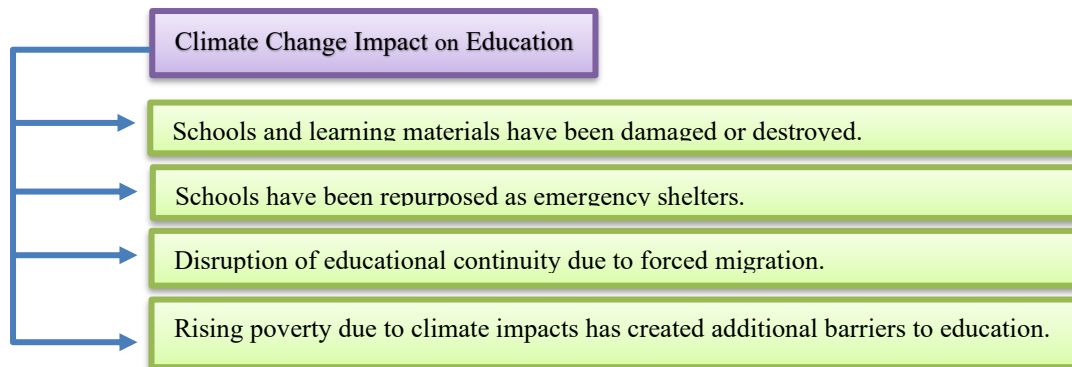 Climate Change Impact on Education
Schools and learning materials have been damaged or destroyed.
Schools have been repurposed as emergency shelters.
Disruption of educational continuity due to forced migration.
Rising poverty due to climate impacts has created additional barriers to education.